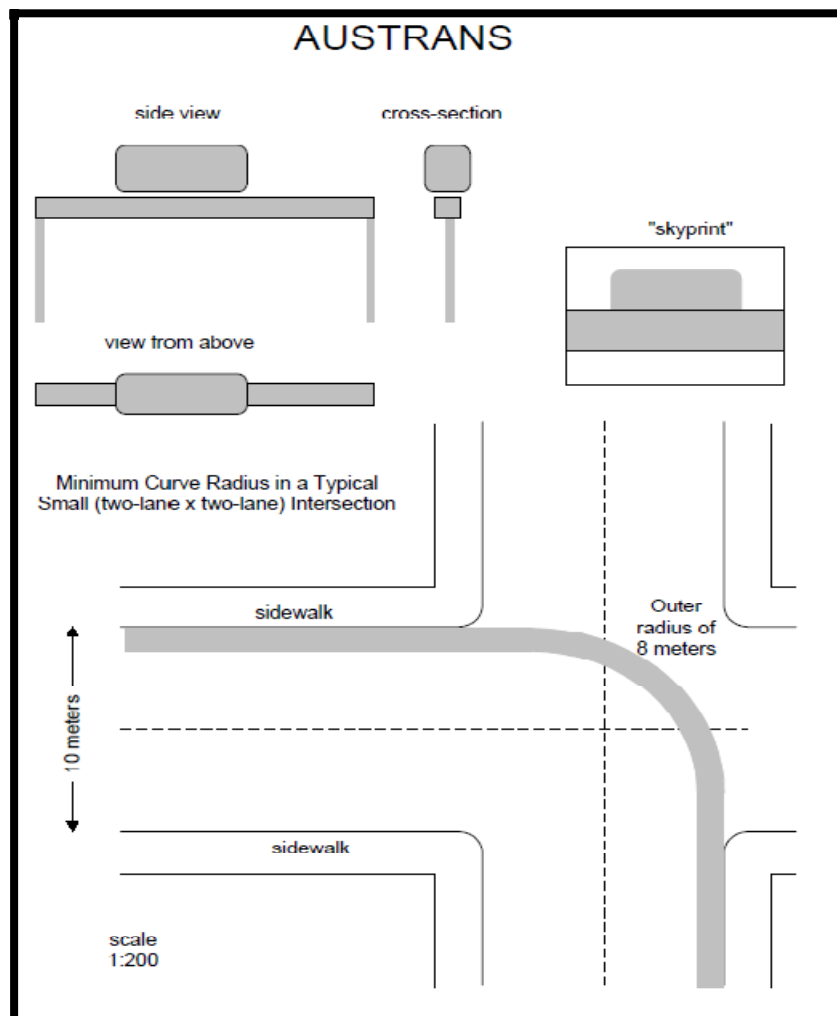 AUSTRANS
side view
cross-section
"skyprint"
view from above
Minimum Curve Radius in a Typical
Small (two-lane x two-lane) Intersection
sidewalk
Outer
radius of
8 meters
10 meters
sidewalk
scale
1:200